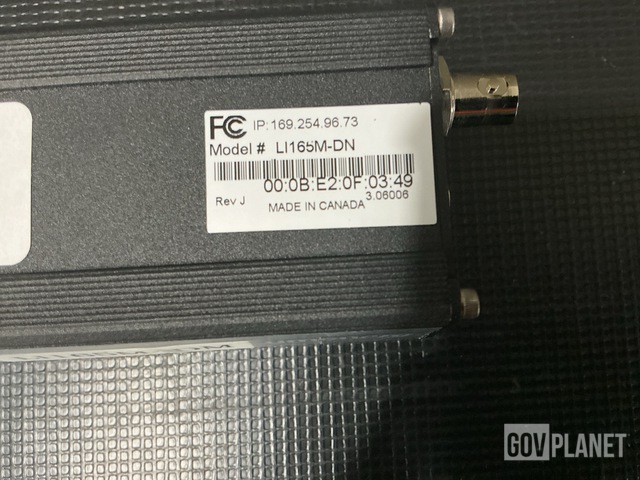 FC IP:169.254.96.73
Model # LI165M-DN
00:0B:E2:0F:03:49
Rev J 3.06006
MADE IN CANADA
GOVPLANET